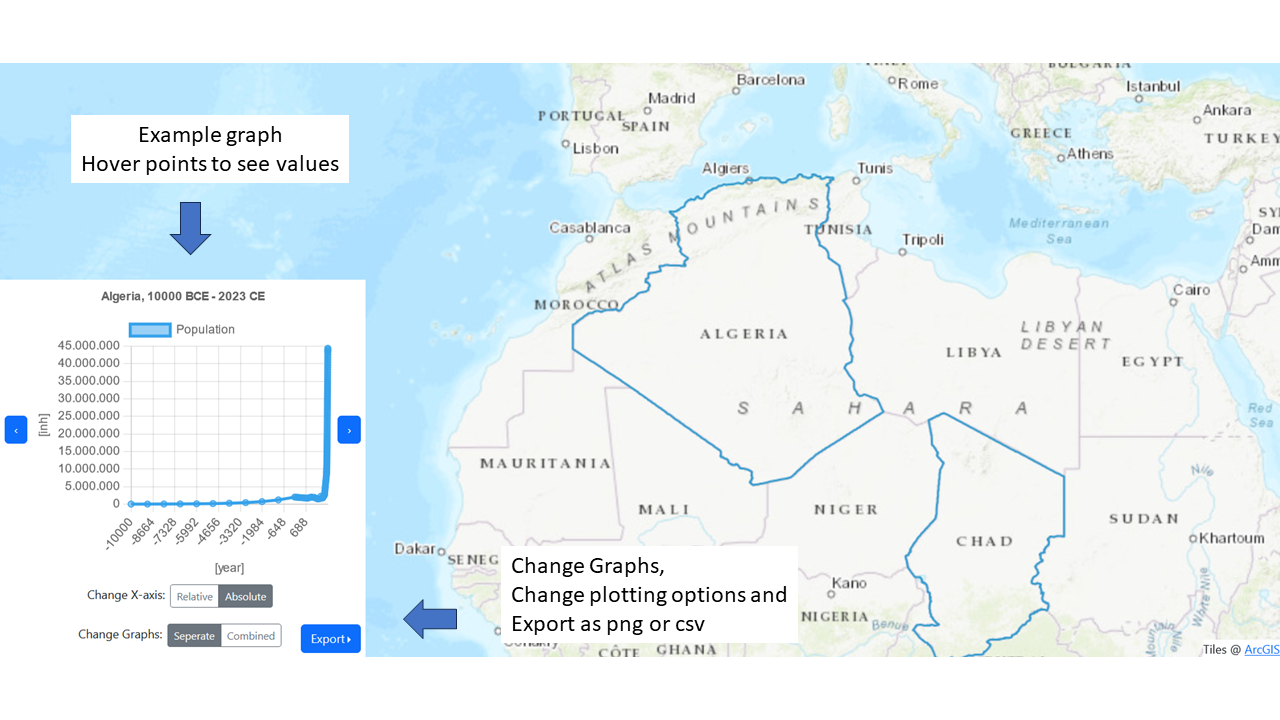 Example graph
Hover points to see values
Algeria, 10000 BCE - 2023 CE
Population
45.000.000
40.000.000
35.000.000
30.000.000
25.000.000
20.000.000
15.000.000
10.000.000
5.000.000
0
[inh]
-10000
-8664
-7328
-5992
-4656
-3320
-1984
-648
688
[year]
‹
›
Change X-axis: Relative Absolute
Change Graphs: Seperate Combined
Export
Change Graphs,
Change plotting options and
Export as png or csv
BULGARIA
Barcelona
Rome
Istanbul
Madrid
Ankara
PORTUGAL
SPAIN
GREECE
TURKEY
Lisbon
Athens
Algiers
Tunis
ATLAS MOUNTAINS
SY
Casablanca
TUNISIA
Mediterranean
Sea
Dam
Tripoli
Amm
MOROCCO
Cairo
ALGERIA
LIBYAN
DESERT
LIBYA
EGYPT
SAHARA
Red
Sea
MAURITANIA
Nile
MALI
NIGER
SUDAN
CHAD
Khartoum
Dakar
SENEG
Kano
White Nile
NIGERIA
Benue
Conakry
CÔTE
GHANA
Tiles @ ArcGIS